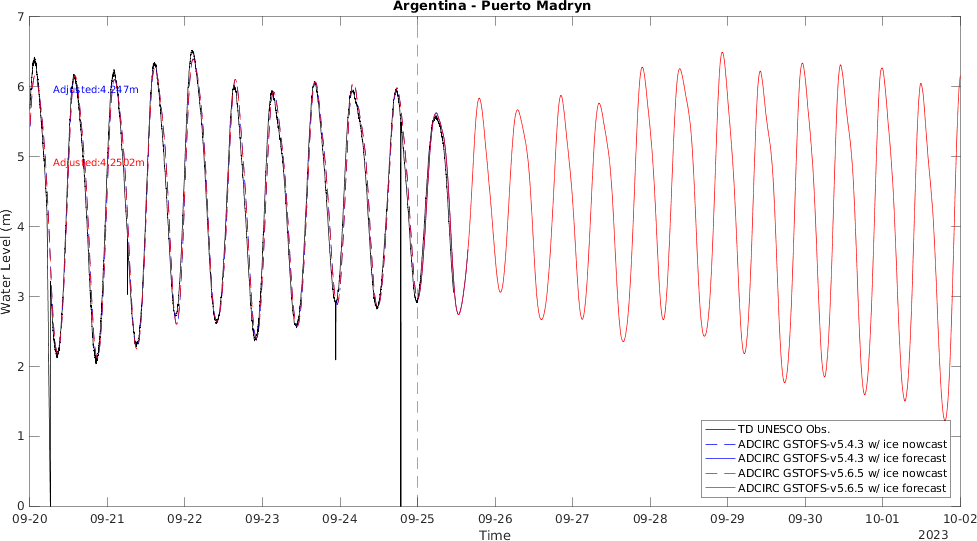 Argentina - Puerto Madryn
7
6
5
4
3
2
1
0
Water Level (m)
Adjusted:4.247m
Adjusted:4.2502m
TD UNESCO Obs.
ADCIRC GSTOFS-v5.4.3 w/ ice nowcast
ADCIRC GSTOFS-v5.4.3 w/ ice forecast
ADCIRC GSTOFS-v5.6.5 w/ ice nowcast
ADCIRC GSTOFS-v5.6.5 w/ ice forecast
09-20 09-21 09-22 09-23 09-24 09-25 09-26 09-27 09-28 09-29 09-30 10-01 10-02
Time
2023